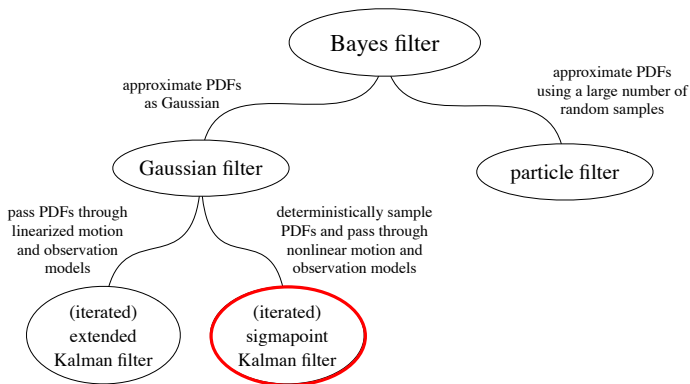 Bayes filter
approximate PDFs
as Gaussian
approximate PDFs
using a large number of
random samples
Gaussian filter
particle filter
pass PDFs through
linearized motion
and observation
models
deterministically sample
PDFs and pass through
nonlinear motion and
observation models
(iterated)
extended
Kalman filter
(iterated)
sigmapoint
Kalman filter